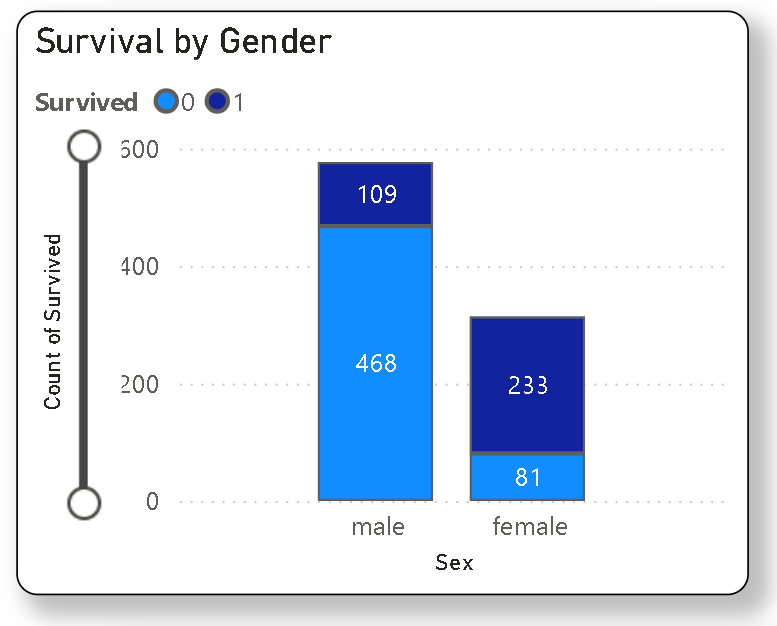 Survival by Gender
Survived 0 1
600
400
200
0
Count of Survived
109
468
233
81
male female
Sex